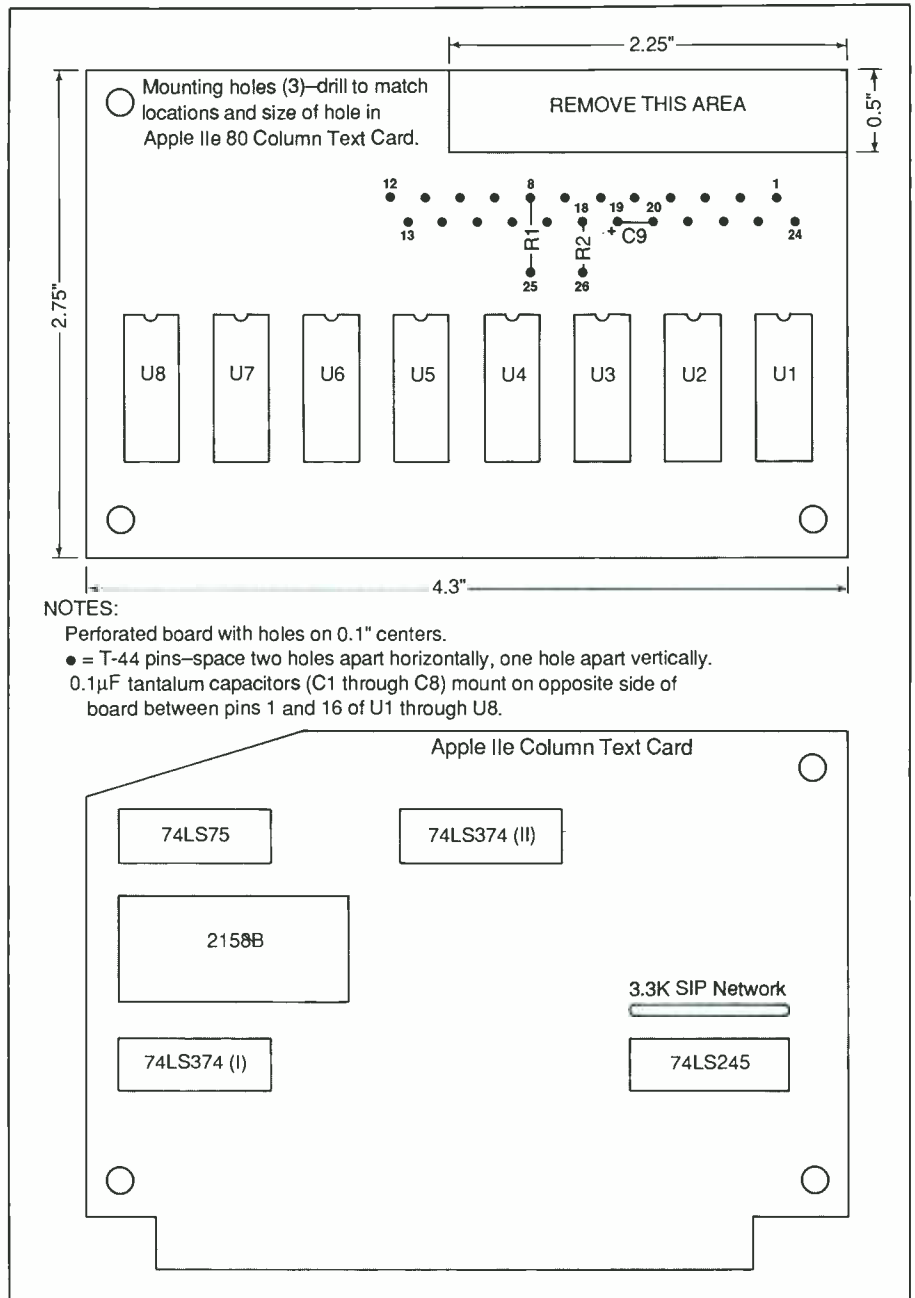 2.25"
Mounting holes (3)–drill to match
locations and size of hole in
Apple IIe 80 Column Text Card.
REMOVE THIS AREA
0.5"
12
8
1
18
19
20
13
R1
R2
+
C9
24
25
26
2.75"
U8
U7
U6
U5
U4
U3
U2
U1
4.3"
NOTES:
Perforated board with holes on 0.1" centers.
● = T-44 pins–space two holes apart horizontally, one hole apart vertically.
0.1µF tantalum capacitors (C1 through C8) mount on opposite side of
board between pins 1 and 16 of U1 through U8.
Apple IIe Column Text Card
74LS75
74LS374 (II)
2158B
3.3K SIP Network
74LS374 (I)
74LS245